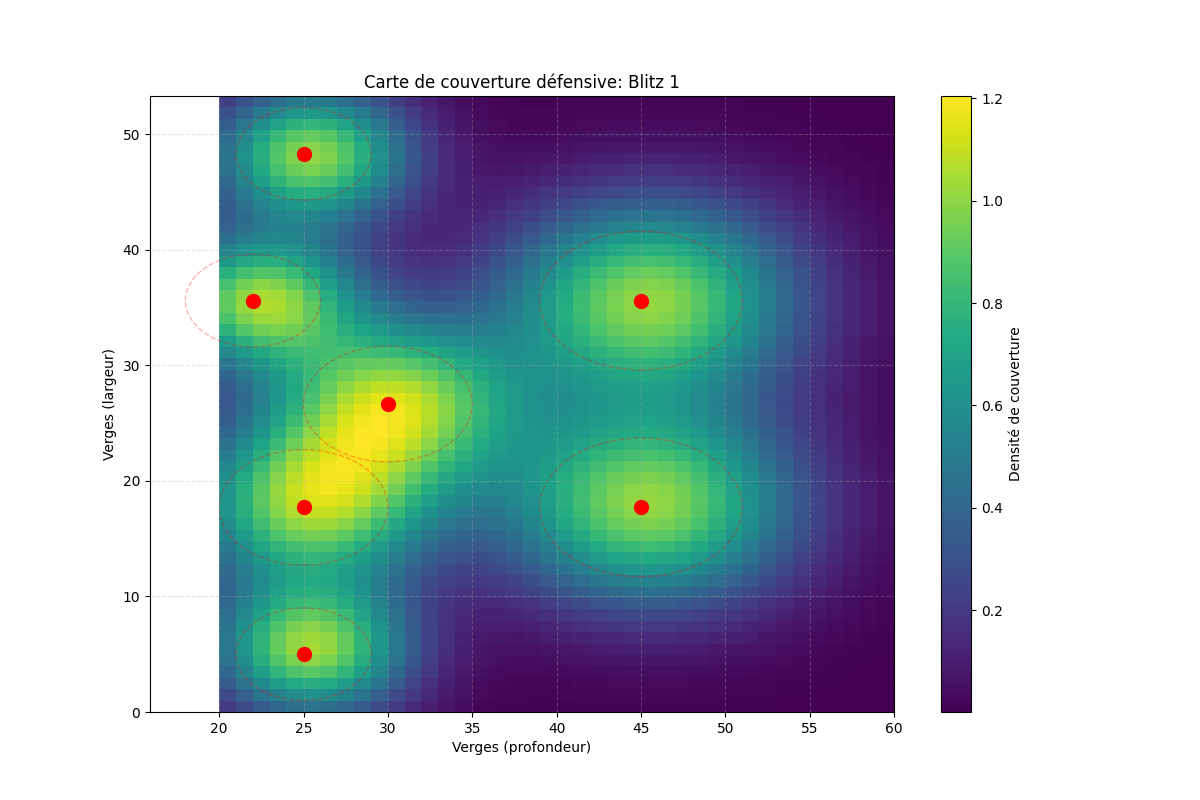 Carte de couverture défensive: Blitz 1
Verges (largeur)
50
40
30
20
10
0
20 25 30 35 40 45 50 55 60
Verges (profondeur)
1.2
1.0
0.8
0.6
0.4
0.2
Densité de couverture